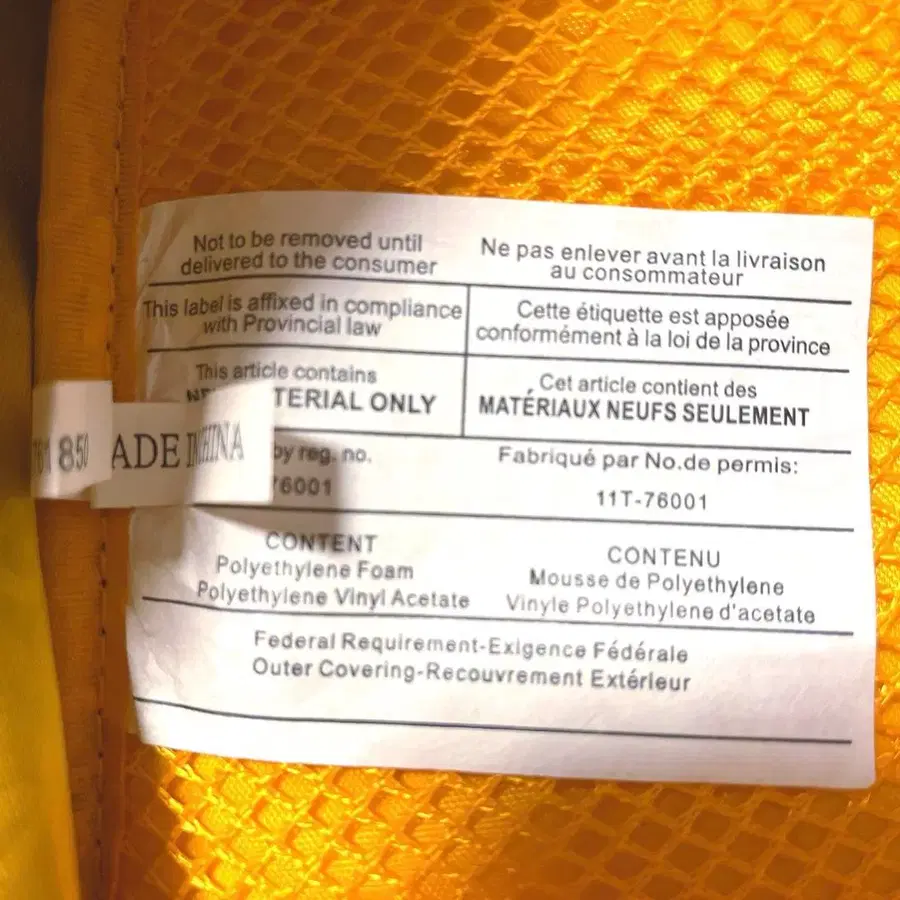 Not to be removed until
delivered to the consumer
Ne pas enlever avant la livraison
au consommateur
This label is affixed in compliance
with Provincial law
Cette étiquette est apposée
conformément à la loi de la province
This article contains
TERIAL ONLY
Cet article contient des
MATÉRIAUX NEUFS SEULEMENT
850
ADE IN HINA
by reg. no.
76001
Fabriqué par No.de permis:
11T-76001
CONTENT
Polyethylene Foam
Polyethylene Vinyl Acetate
CONTENU
Mousse de Polyethylene
Vinyle Polyethylene d'acetate
Federal Requirement-Exigence Fédérale
Outer Covering-Recouvrement Extérieur